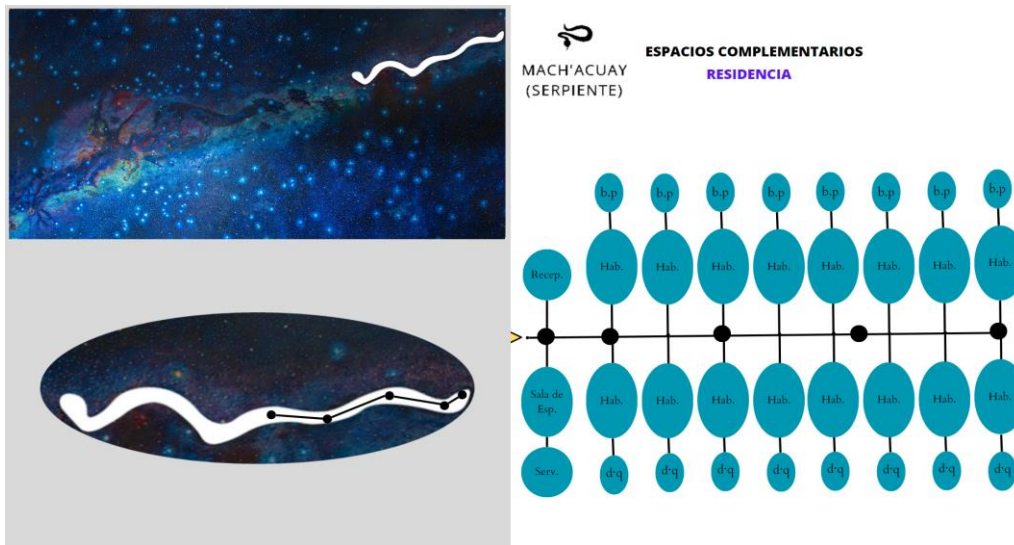 MACH'ACUAY
(SERPIENTE)
ESPACIOS COMPLEMENTARIOS
RESIDENCIA
b.p b.p b.p b.p b.p b.p b.p b.p
Recep. Hab. Hab. Hab. Hab. Hab. Hab. Hab. Hab.
Sala de
Esp.
Hab. Hab. Hab. Hab. Hab. Hab. Hab. Hab.
Serv. b.p b.p b.p b.p b.p b.p b.p b.p